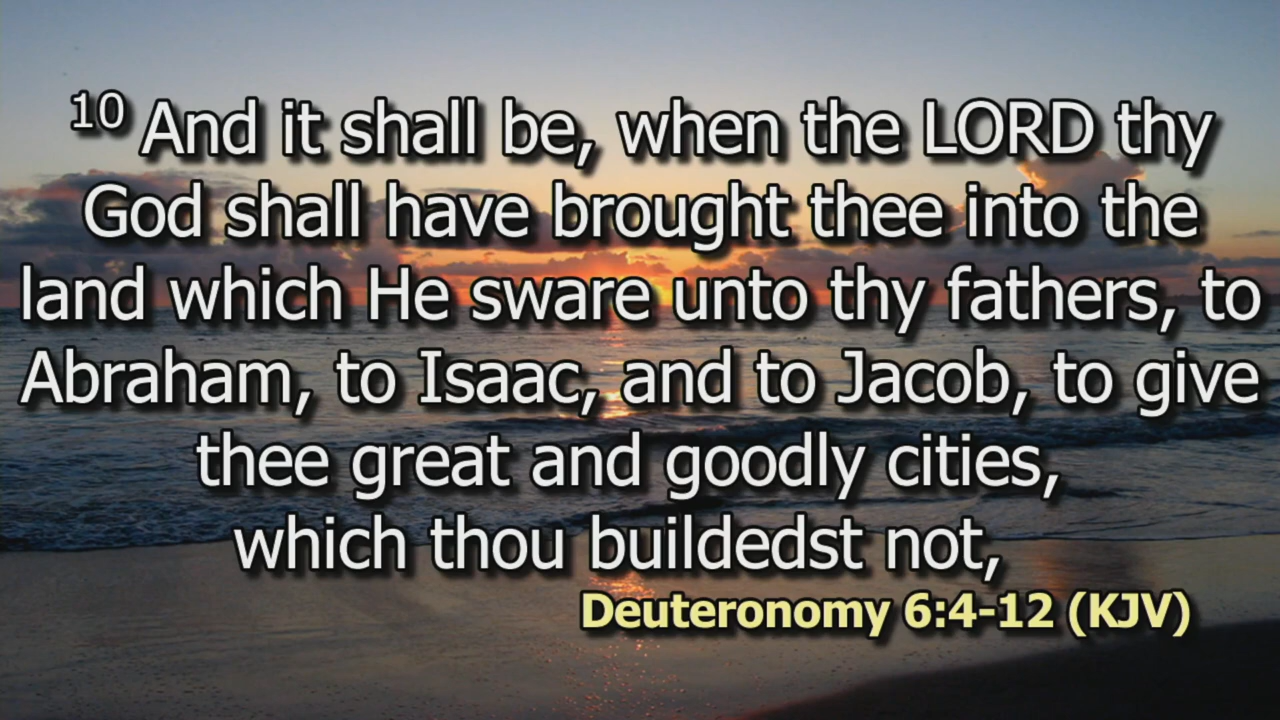 10 And it shall be, when the LORD thy
God shall have brought thee into the
land which He sware unto thy fathers, to
Abraham, to Isaac, and to Jacob, to give
thee great and goodly cities,
which thou buildedst not,
Deuteronomy 6:4-12 (KJV)